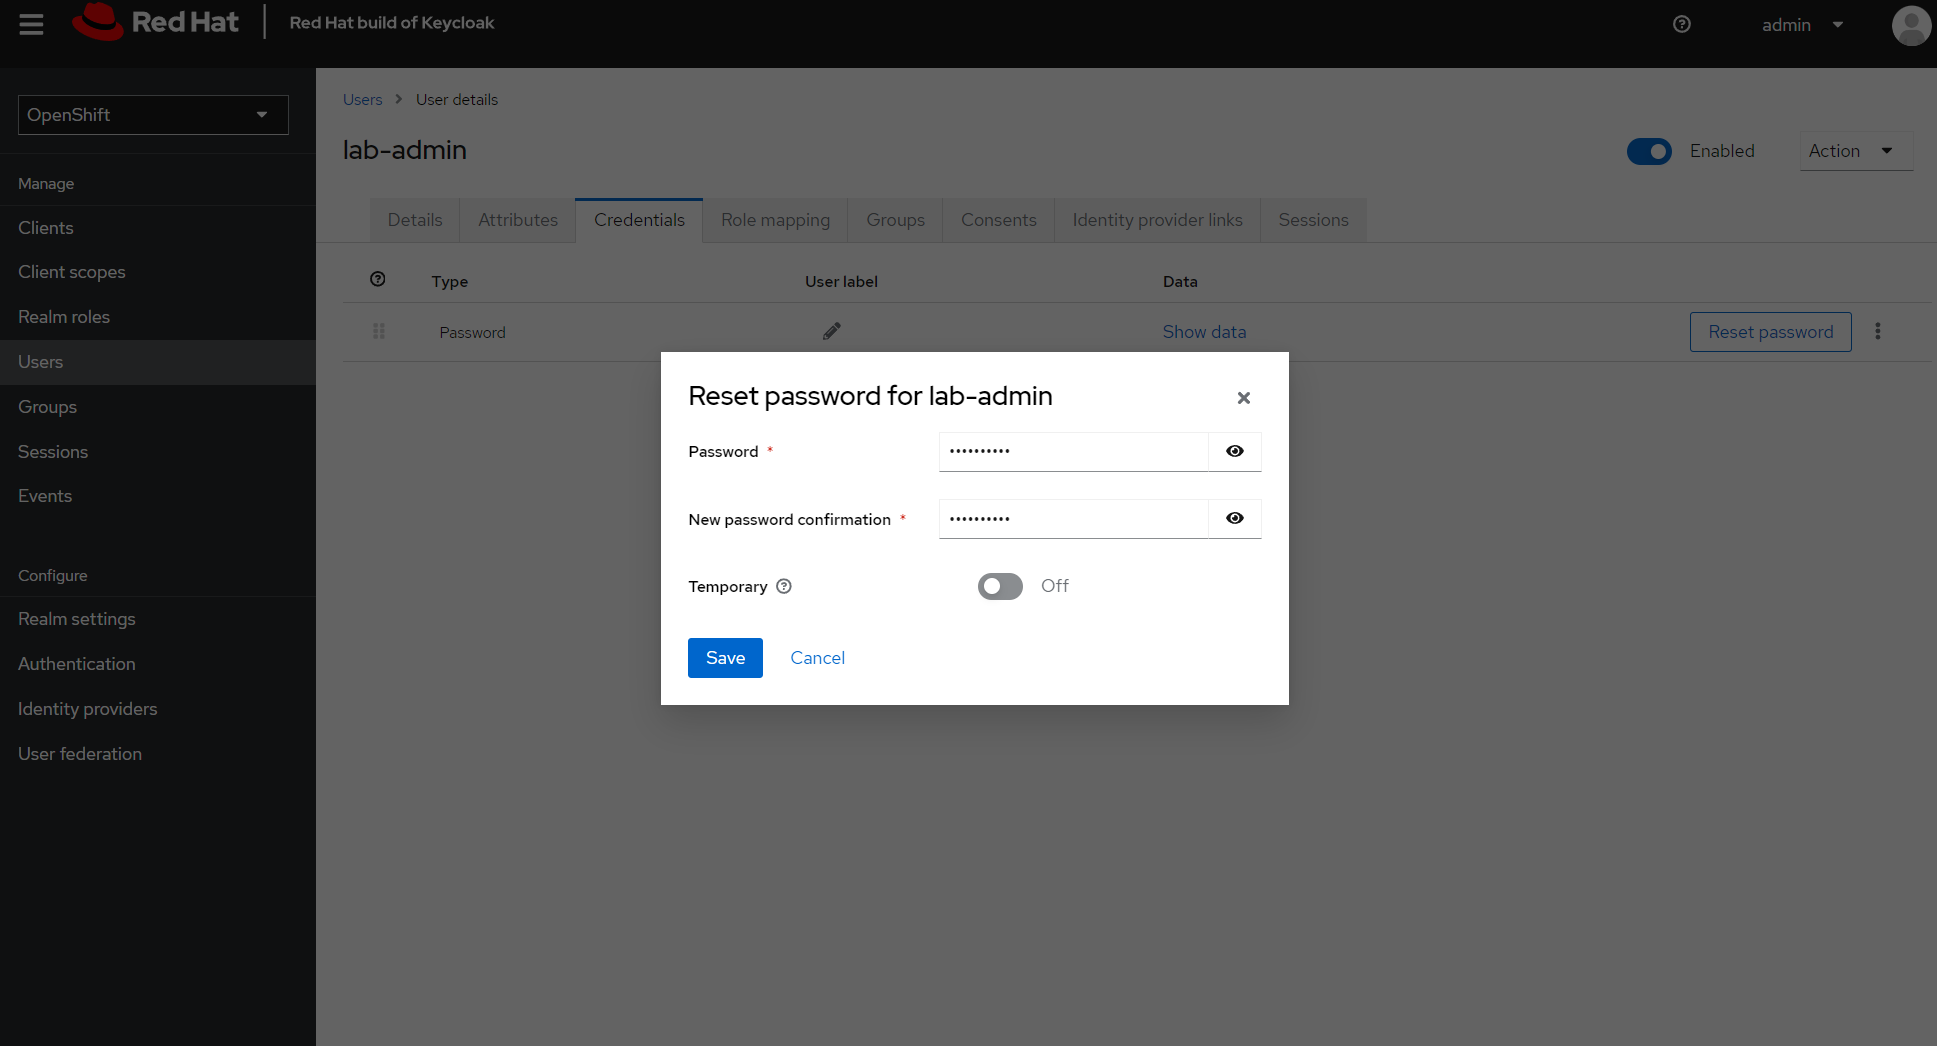 Red Hat
Red Hat build of Keycloak
admin
OpenShift
Manage
Clients
Client scopes
Realm roles
Users
Groups
Sessions
Events
Configure
Realm settings
Authentication
Identity providers
User federation
Users > User details
lab-admin
Enabled
Action
Details Attributes Credentials Role mapping Groups Consents Identity provider links Sessions
Type User label Data
Password Show data Reset password
Reset password for lab-admin
Password *
••••••••••
New password confirmation *
••••••••••
Temporary
Off
Save Cancel